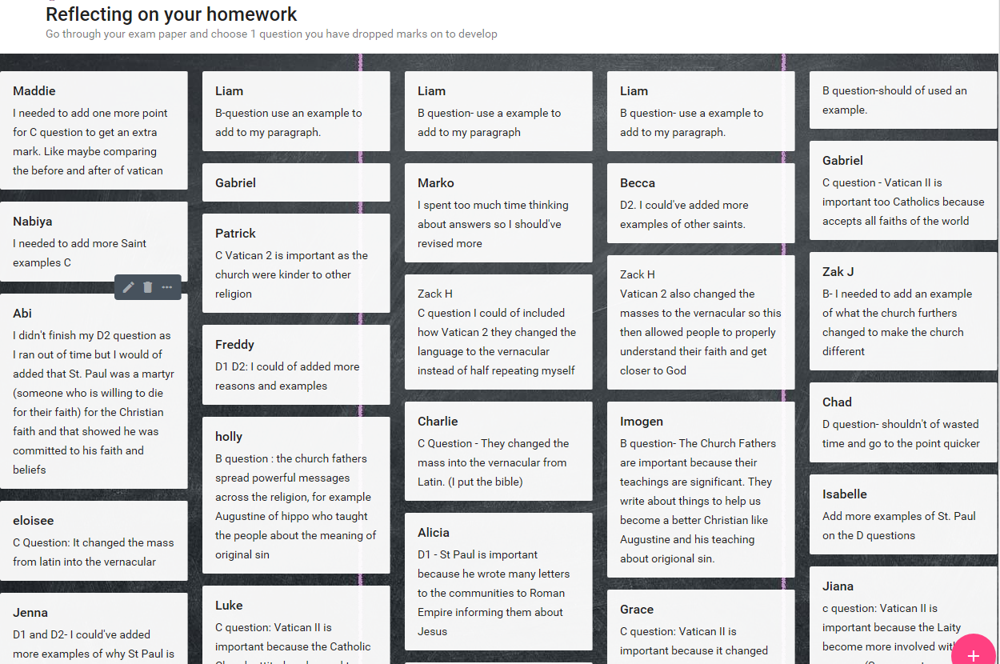 Reflecting on your homework
Go through your exam paper and choose 1 question you have dropped marks on to develop
Maddie
I needed to add one more point
for C question to get an extra
mark. Like maybe comparing
the before and after of vatican
Nabiya
I needed to add more Saint
examples C
Abi
I didn't finish my D2 question as
I ran out of time but I would of
added that St. Paul was a martyr
(someone who is willing to die
for their faith) for the Christian
faith and that showed he was
committed to his faith and
beliefs
eloisee
C Question: It changed the mass
from latin into the vernacular
Jenna
D1 and D2- I could've added
more examples of why St Paul is
Liam
B-question use an example to
add to my paragraph.
Gabriel
Patrick
C Vatican 2 is important as the
church were kinder to other
religion
Freddy
D1 D2: I could of added more
reasons and examples
holly
B question : the church fathers
spread powerful messages
across the religion, for example
Augustine of hippo who taught
the people about the meaning of
original sin
Luke
C question: Vatican II is
important because the Catholic
Liam
B question- use a example to
add to my paragraph
Marko
I spent too much time thinking
about answers so I should've
revised more
Zack H
C question I could of included
how Vatican 2 they changed the
language to the vernacular
instead of half repeating myself
Charlie
C Question - They changed the
mass into the vernacular from
Latin. (I put the bible)
Alicia
D1 - St Paul is important
because he wrote many letters
to the communities to Roman
Empire informing them about
Jesus
Liam
B question- use a example to
add to my paragraph.
Becca
D2. I could've added more
examples of other saints.
Zack H
Vatican 2 also changed the
masses to the vernacular so this
then allowed people to properly
understand their faith and get
closer to God
Imogen
B question- The Church Fathers
are important because their
teachings are significant. They
write about things to help us
become a better Christian like
Augustine and his teaching
about origional sin.
Grace
C question: Vatican II is
important because it changed
B question-should of used an
example.
Gabriel
C question - Vatican II is
important too Catholics because
accepts all faiths of the world
Zak J
B- I needed to add an example
of what the church furthers
changed to make the church
different
Chad
D question- shouldn't of wasted
time and go to the point quicker
Isabelle
Add more examples of St. Paul
on the D questions
Jiana
c question: Vatican II is
important because the Laity
become more involved